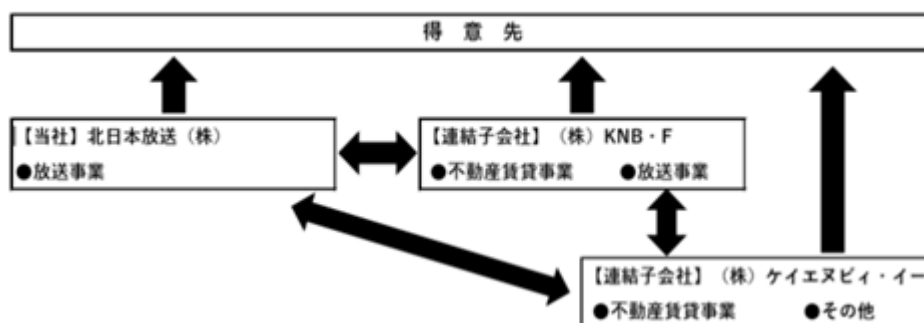 得 意 先
【当社】北日本放送（株）
●放送事業
【連結子会社】（株）KNB・F
●不動産賃貸事業 ●放送事業
【連結子会社】（株）ケイエヌビィ・イー
●不動産賃貸事業 ●その他